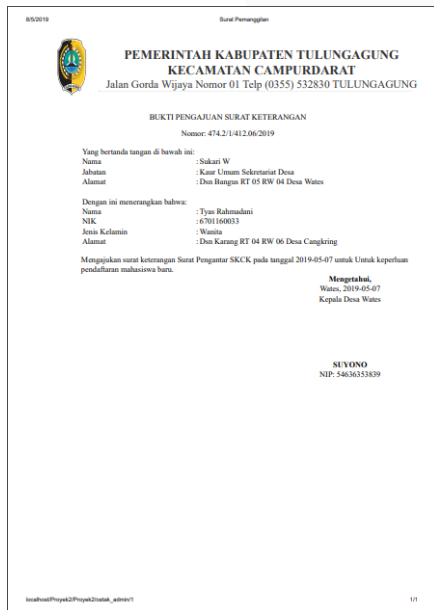 8/5/2019 Surat Pemanggilan
PEMERINTAH KABUPATEN TULUNGAGUNG
KECAMATAN CAMPURDARAT
Jalan Gorda Wijaya Nomor 01 Telp (0355) 532830 TULUNGAGUNG
BUKTI PENGAJUAN SURAT KETERANGAN
Nomor: 474.2/1/412.06/2019
Yang bertanda tangan di bawah ini:
Nama : Sukari W
Jabatan : Kaur Umum Sekretariat Desa
Alamat : Dsn Bangus RT 05 RW 04 Desa Wates
Dengan ini menerangkan bahwa:
Nama : Tyas Rahmadani
NIK : 6701160033
Jenis Kelamin : Wanita
Alamat : Dsn Karang RT 04 RW 06 Desa Cangkring
Mengajukan surat keterangan Surat Pengantar SKCK pada tanggal 2019-05-07 untuk Untuk keperluan
pendaftaran mahasiswa baru.
Mengetahui,
Wates, 2019-05-07
Kepala Desa Wates
SUYONO
NIP: 54636353839
localhost/Proyek2/Proyek2/cetak_admin/1 1/1